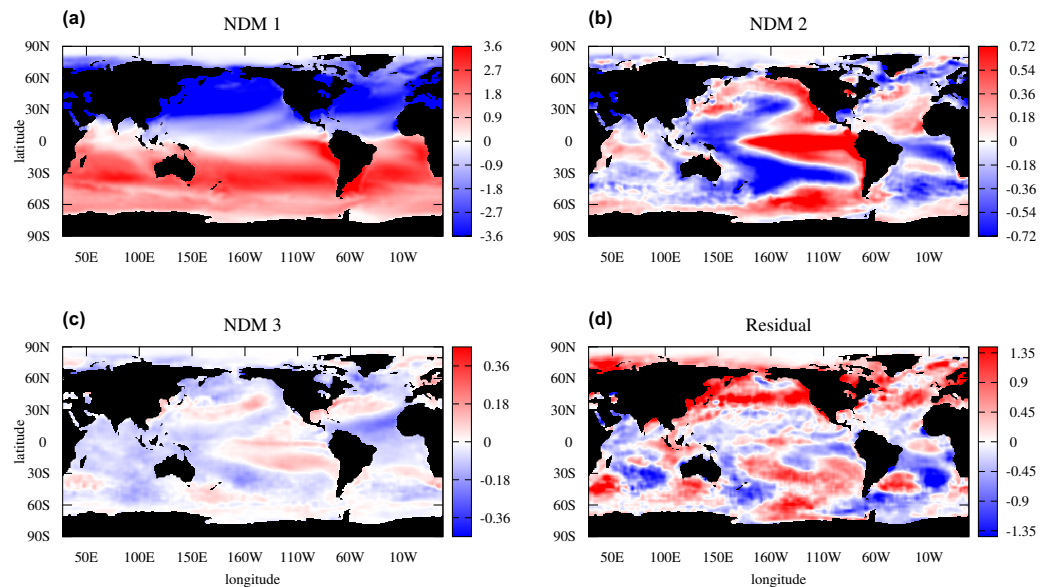 (a)
NDM 1
90N
60N
30N
0
30S
60S
90S
latitude
50E 100E 150E 160W 110W 60W 10W
3.6
2.7
1.8
0.9
0
-0.9
-1.8
-2.7
-3.6
(b)
NDM 2
90N
60N
30N
0
30S
60S
90S
50E 100E 150E 160W 110W 60W 10W
0.72
0.54
0.36
0.18
0
-0.18
-0.36
-0.54
-0.72
(c)
NDM 3
90N
60N
30N
0
30S
60S
90S
latitude
50E 100E 150E 160W 110W 60W 10W
longitude
0.36
0.18
0
-0.18
-0.36
(d)
Residual
90N
60N
30N
0
30S
60S
90S
50E 100E 150E 160W 110W 60W 10W
longitude
1.35
0.9
0.45
0
-0.45
-0.9
-1.35